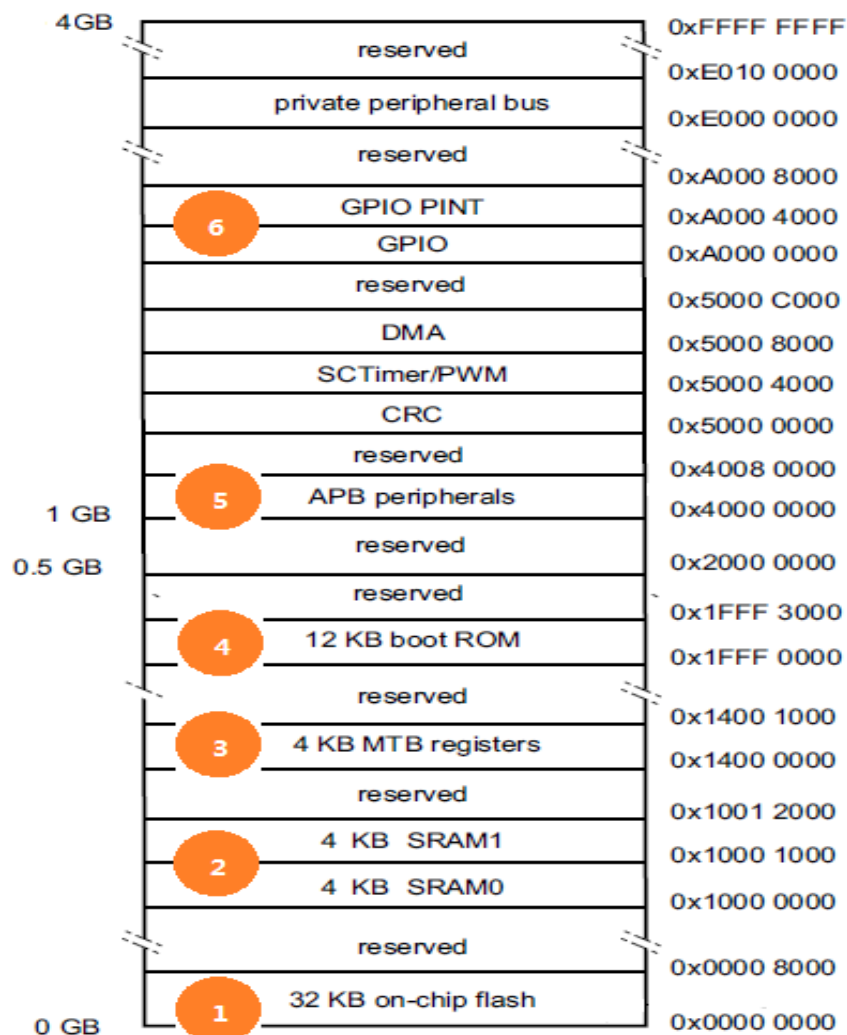 4GB
0xFFFF FFFF
reserved
0xE010 0000
private peripheral bus
0xE000 0000
reserved
0xA000 8000
GPIO PINT
6
0xA000 4000
GPIO
0xA000 0000
reserved
0x5000 C000
DMA
0x5000 8000
SCTimer/PWM
0x5000 4000
CRC
0x5000 0000
reserved
0x4008 0000
5
APB peripherals
1 GB
0x4000 0000
reserved
0.5 GB
0x2000 0000
reserved
0x1FFF 3000
4
12 KB boot ROM
0x1FFF 0000
reserved
0x1400 1000
3
4 KB MTB registers
0x1400 0000
reserved
0x1001 2000
4 KB SRAM1
2
0x1000 1000
4 KB SRAM0
0x1000 0000
reserved
0x0000 8000
1
32 KB on-chip flash
0 GB
0x0000 0000